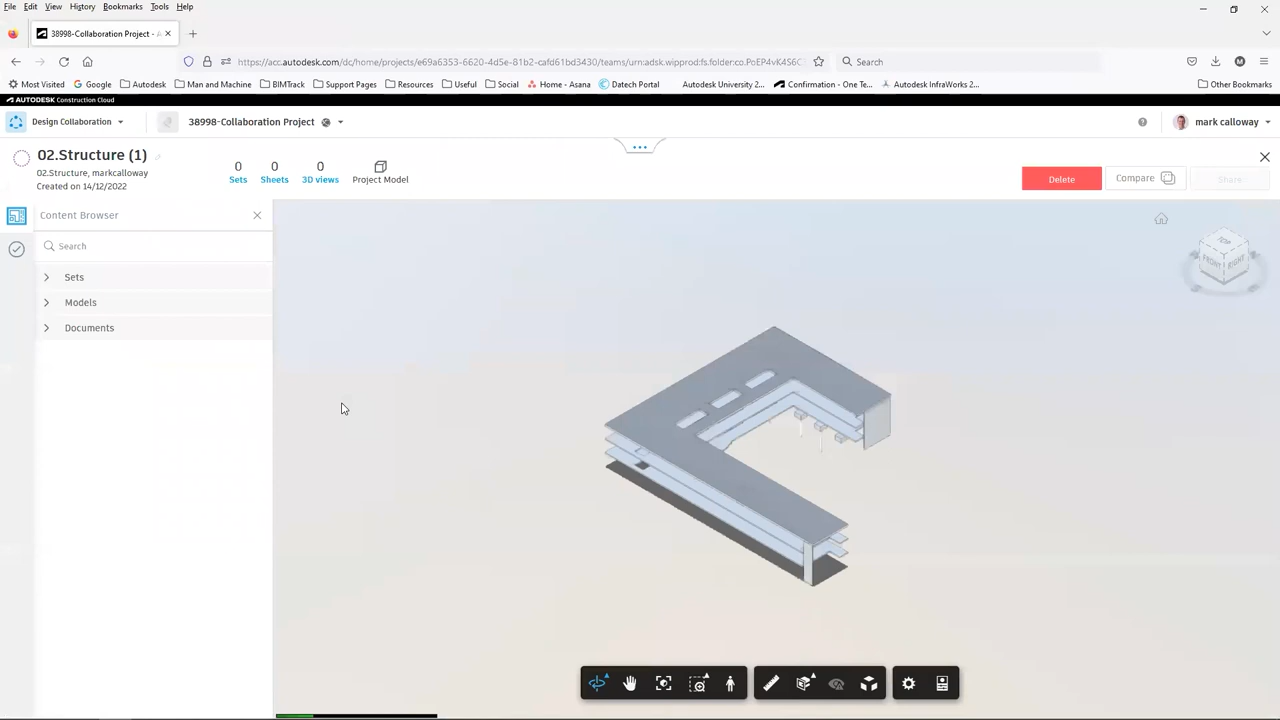 File Edit View History Bookmarks Tools Help
38998-Collaboration Project - A
https://acc.autodesk.com/dc/home/projects/e69a6353-6620-4d5e-81b2-cafd61bd3430/teams/urn:adsk.wipprod:fs.folder:co.PoEP4vK4S6C
Search
Most Visited Google Autodesk Man and Machine BIMTrack Support Pages Resources Useful Social Home - Asana Datech Portal Autodesk University 2... Confirmation - One Te... Autodesk InfraWorks 2... Other Bookmarks
AUTODESK CONSTRUCTION CLOUD
Design Collaboration 38998-Collaboration Project mark calloway
02.Structure (1)
02.Structure, markcalloway
Created on 14/12/2022
0 0 0
Sets Sheets 3D views Project Model
Delete Compare Share
Content Browser
Search
Sets
Models
Documents
TOP
FRONT RIGHT